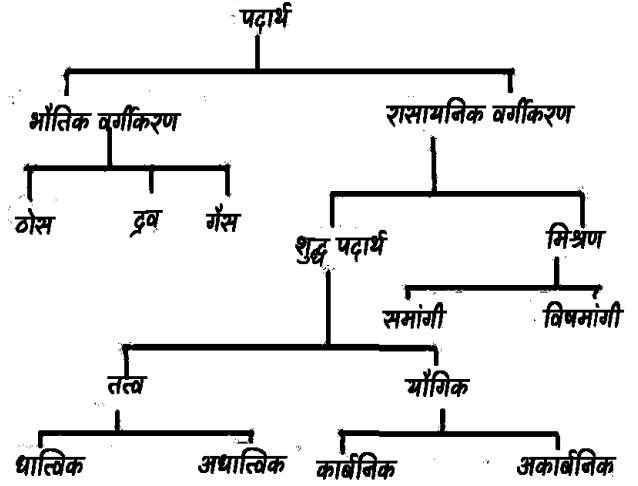 पदार्थ
भौतिक वर्गीकरण रासायनिक वर्गीकरण
ठोस द्रव गैस
शुद्ध पदार्थ मिश्रण
समांगी विषमांगी
तत्व यौगिक
धात्विक अधात्विक कार्बनिक अकार्बनिक